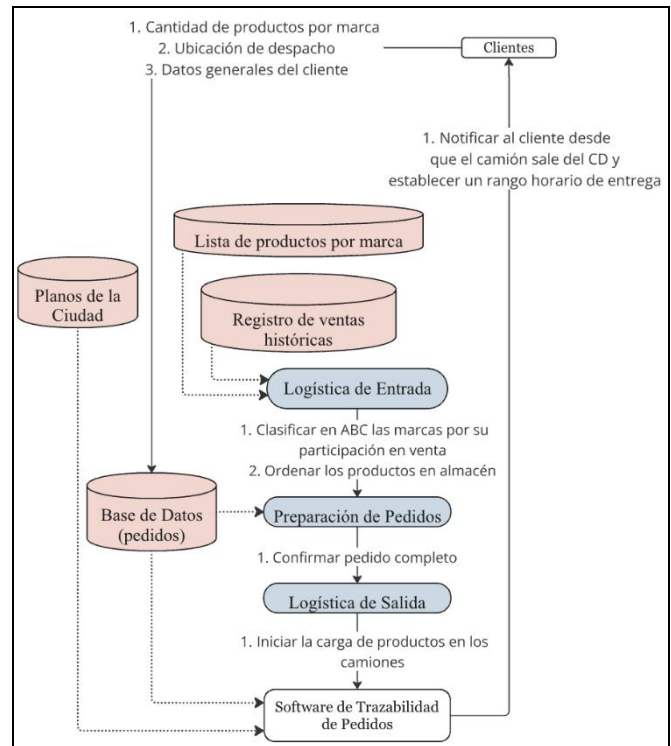 1. Cantidad de productos por marca
2. Ubicación de despacho
3. Datos generales del cliente
Clientes
1. Notificar al cliente desde
que el camión sale del CD y
establecer un rango horario de entrega
Lista de productos por marca
Planos de la
Ciudad
Registro de ventas
históricas
Logística de Entrada
1. Clasificar en ABC las marcas por su
participación en venta
2. Ordenar los productos en almacén
Base de Datos
(pedidos)
Preparación de Pedidos
1. Confirmar pedido completo
Logística de Salida
1. Iniciar la carga de productos en los
camiones
Software de Trazabilidad
de Pedidos